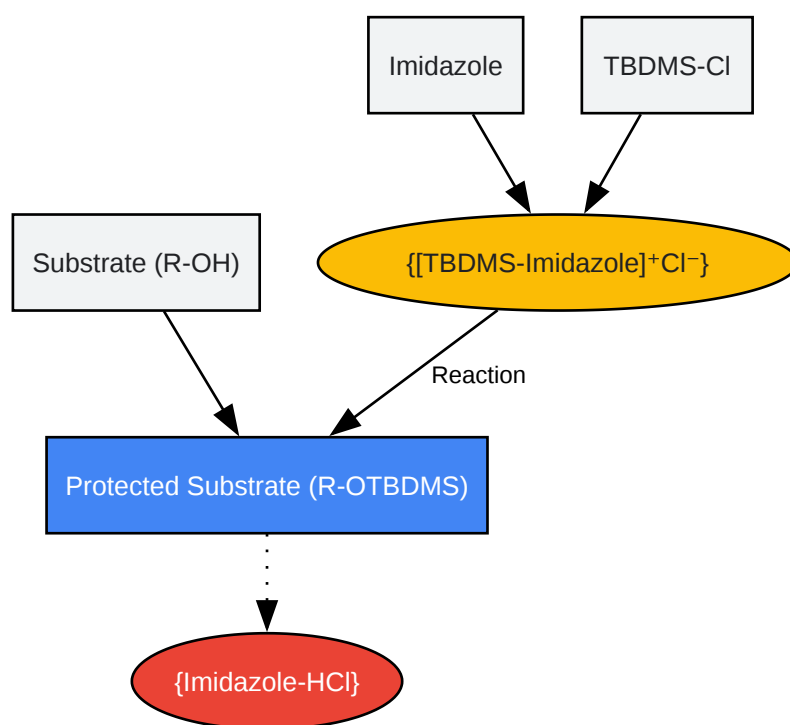 Imidazole
TBDMS-Cl
Substrate (R-OH)
{[TBDMS-Imidazole]⁺Cl⁻}
Reaction
Protected Substrate (R-OTBDMS)
{Imidazole-HCl}